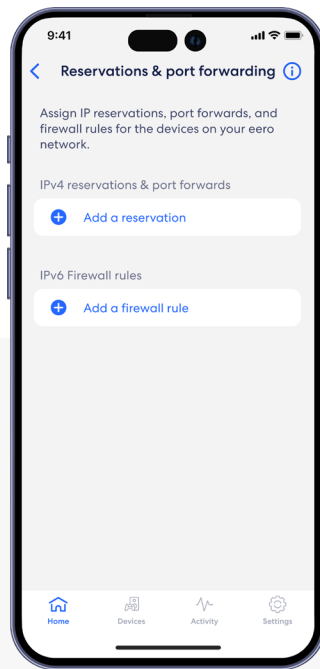 9:41
Reservations & port forwarding
Assign IP reservations, port forwards, and
firewall rules for the devices on your eero
network.
IPv4 reservations & port forwards
Add a reservation
IPv6 Firewall rules
Add a firewall rule
Home
Devices
Activity
Settings